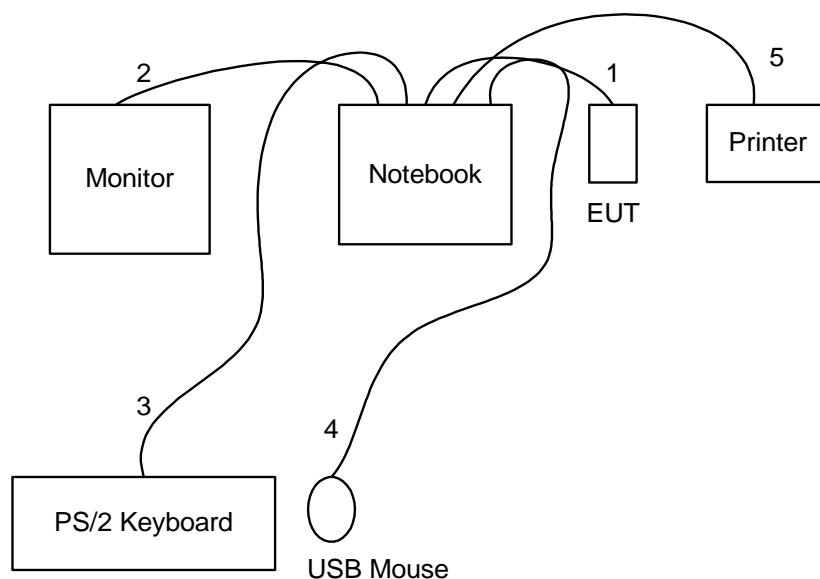 2
1
5
Monitor
Notebook
Printer
EUT
3
4
PS/2 Keyboard
USB Mouse